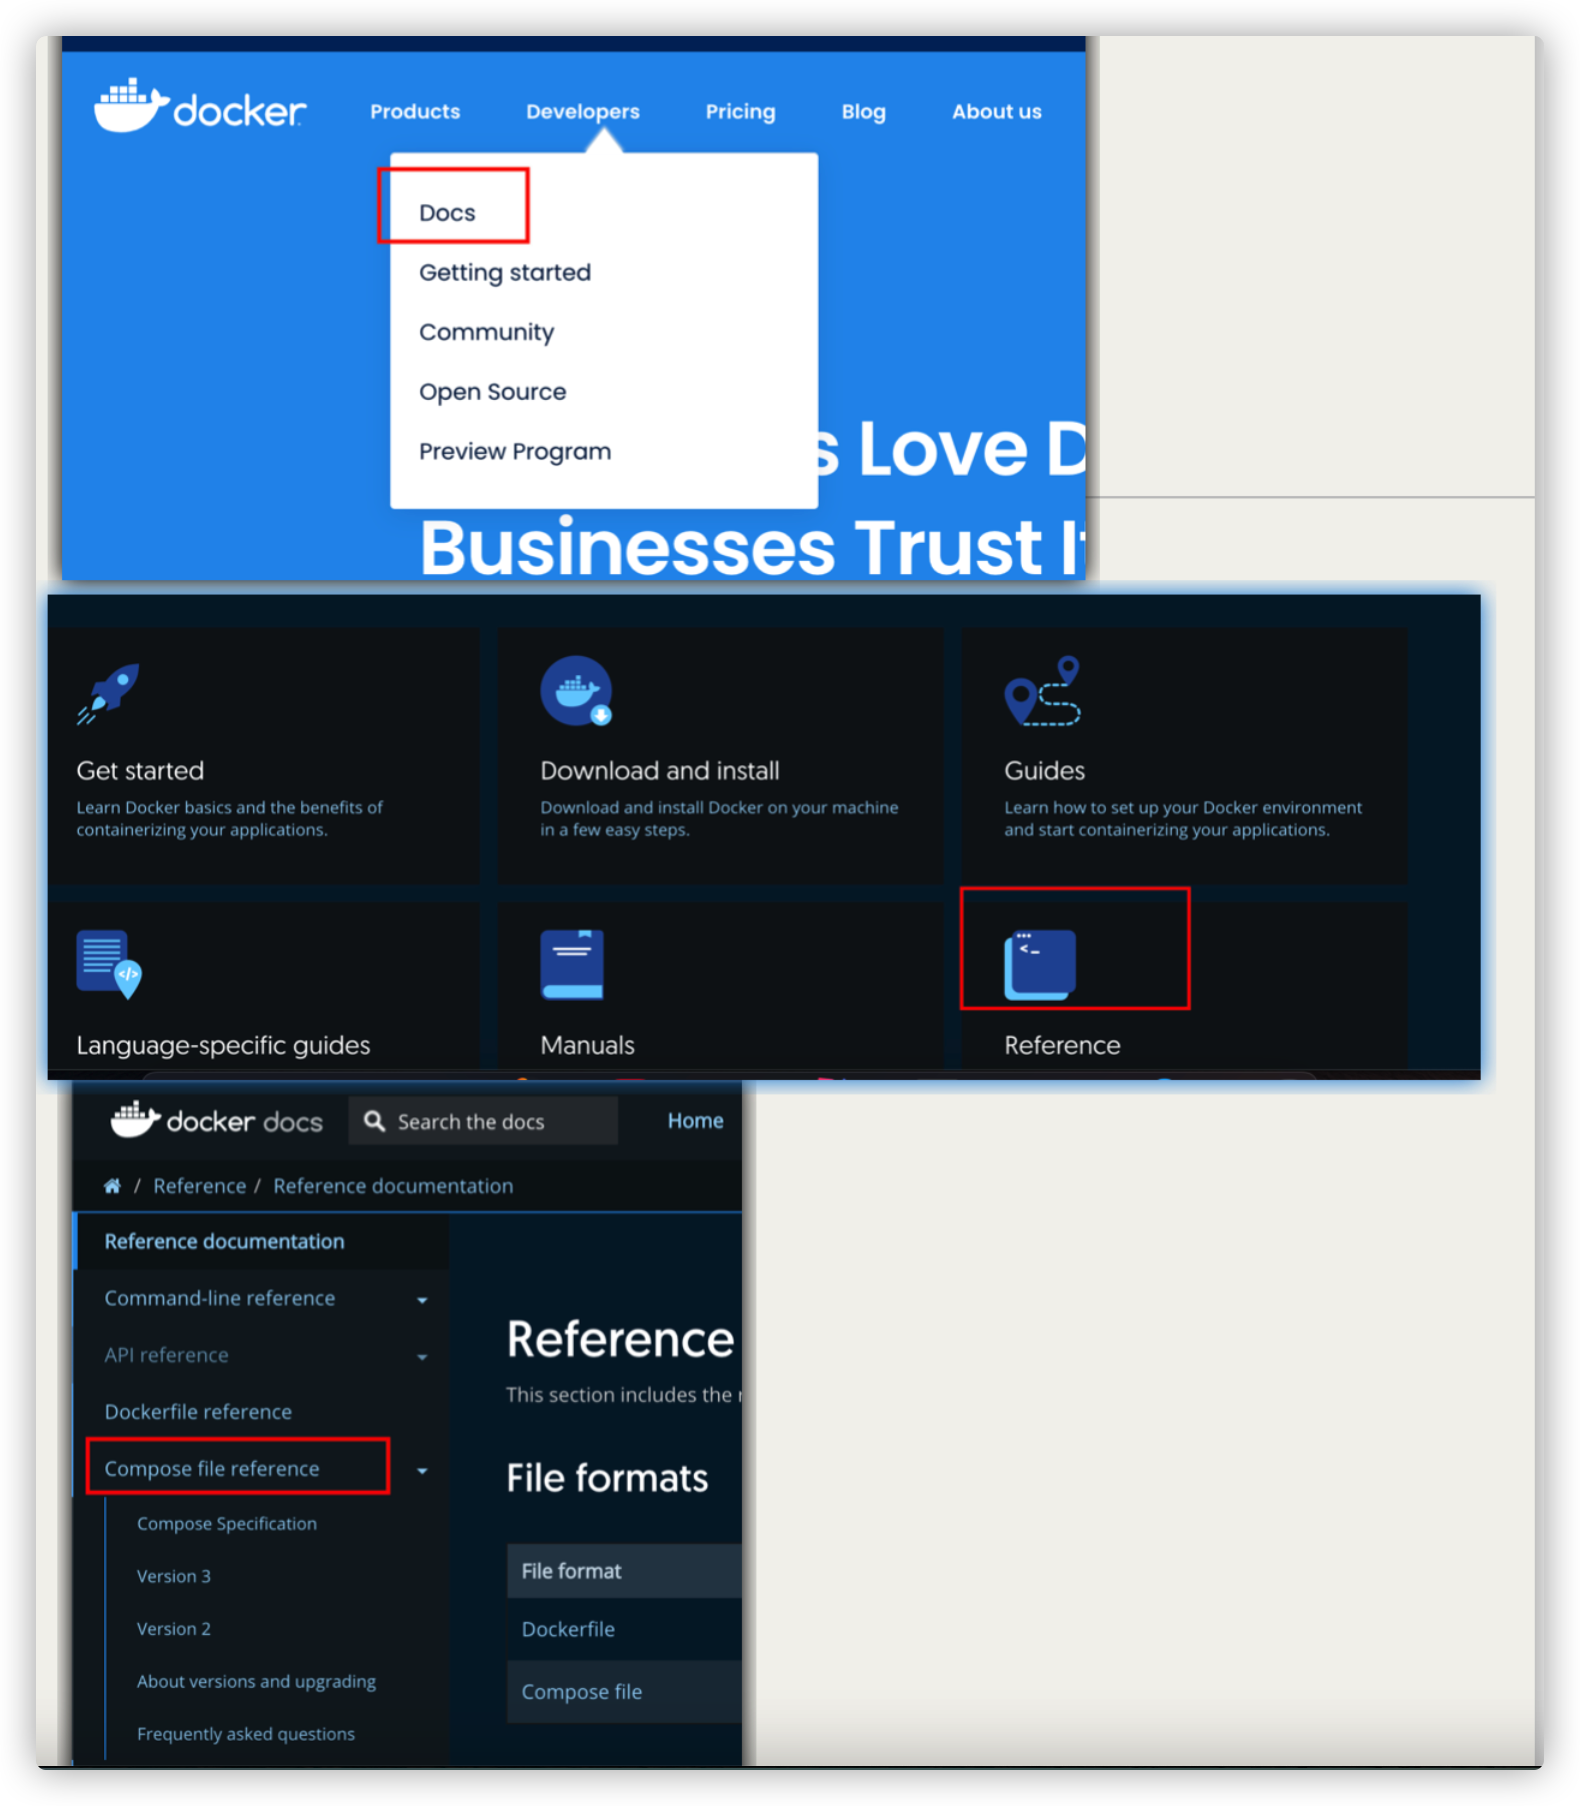 docker
Products
Developers
Pricing
Blog
About us
Docs
Getting started
Community
Open Source
Preview Program
s Love D
Businesses Trust It
Get started
Learn Docker basics and the benefits of
containerizing your applications.
Download and install
Download and install Docker on your machine
in a few easy steps.
Guides
Learn how to set up your Docker environment
and start containerizing your applications.
Language-specific guides
Manuals
Reference
docker docs
Search the docs
Home
/ Reference / Reference documentation
Reference documentation
Command-line reference
API reference
Dockerfile reference
Compose file reference
Compose Specification
Version 3
Version 2
About versions and upgrading
Frequently asked questions
Reference
This section includes the
File formats
File format
Dockerfile
Compose file